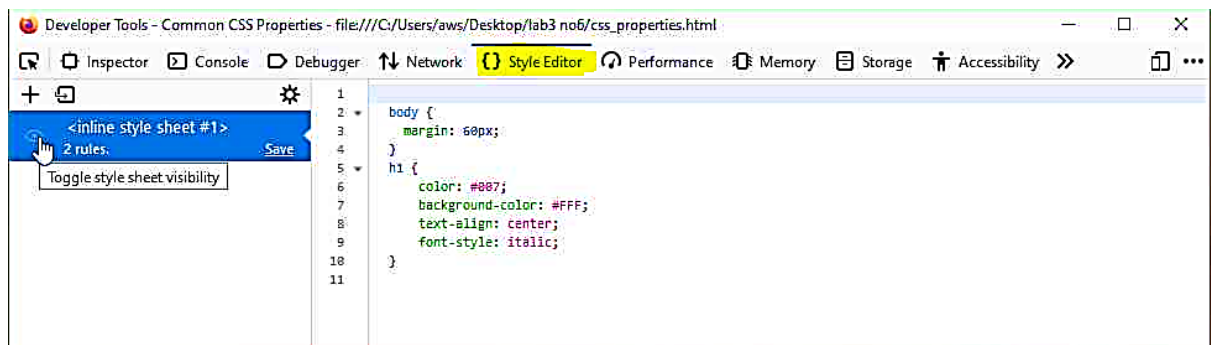 Developer Tools - Common CSS Properties - file:///C:/Users/aws/Desktop/lab3 no6/css_properties.html
Inspector Console Debugger Network {} Style Editor Performance Memory Storage Accessibility
<inline style sheet #1>
2 rules. Save
Toggle style sheet visibility
1
2 body {
3 margin: 60px;
4 }
5 h1 {
6 color: #007;
7 background-color: #FFF;
8 text-align: center;
9 font-style: italic;
10 }
11